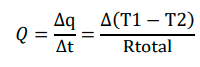 Q = Δq/Δt = Δ(T1 − T2)/Rtotal